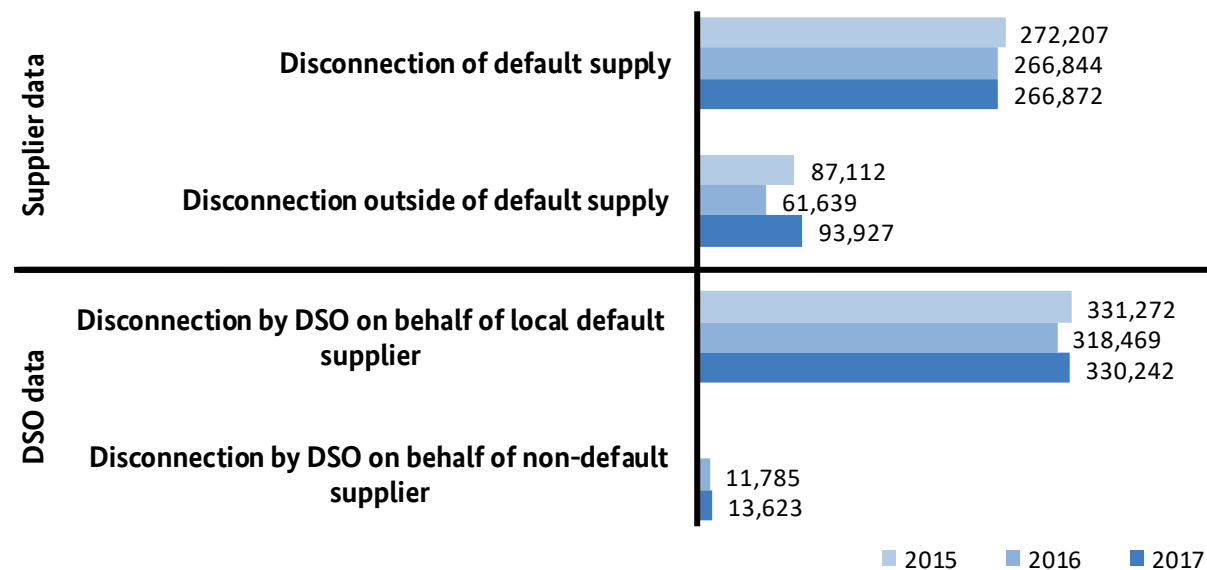 Supplier data
Disconnection of default supply
272,207
266,844
266,872
Disconnection outside of default supply
87,112
61,639
93,927
DSO data
Disconnection by DSO on behalf of local default
supplier
331,272
318,469
330,242
Disconnection by DSO on behalf of non-default
supplier
11,785
13,623
2015 2016 2017